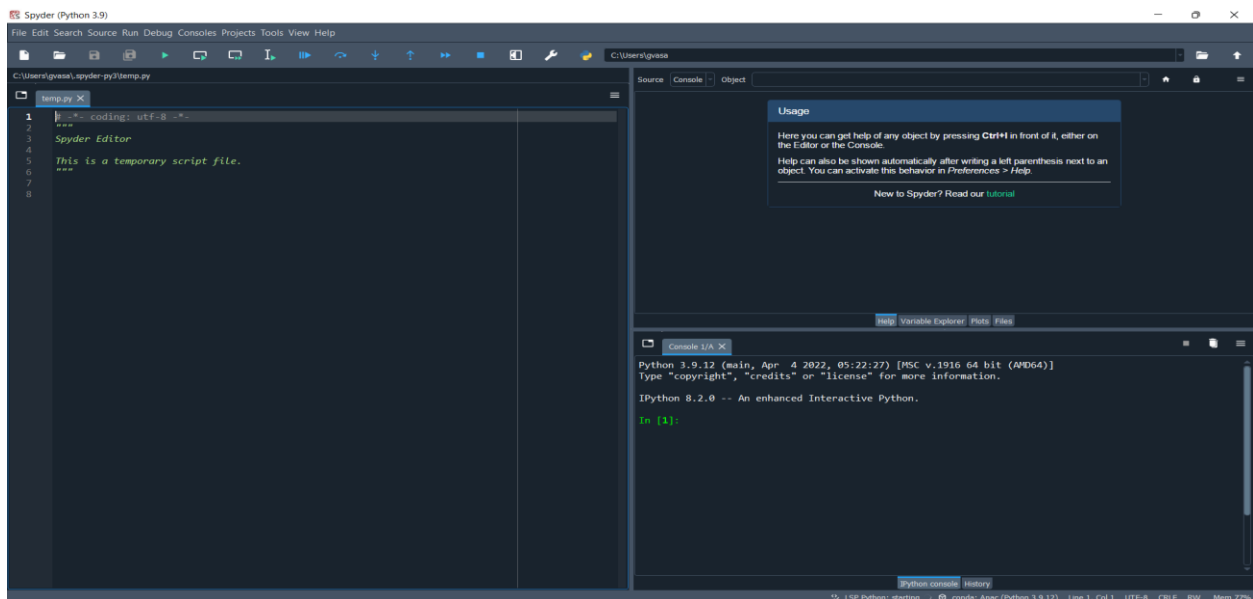 Spyder (Python 3.9)
File Edit Search Source Run Debug Consoles Projects Tools View Help
C:\Users\gvasa
C:\Users\gvasa\.spyder-py3\temp.py
temp.py
1 # -*- coding: utf-8 -*-
2 """
3 Spyder Editor
4
5 This is a temporary script file.
6 """
7
8
Source Console Object
Usage
Here you can get help of any object by pressing Ctrl+I in front of it, either on
the Editor or the Console.
Help can also be shown automatically after writing a left parenthesis next to an
object. You can activate this behavior in Preferences > Help.
New to Spyder? Read our tutorial
Help Variable Explorer Plots Files
Console 1/A
Python 3.9.12 (main, Apr  4 2022, 05:22:27) [MSC v.1916 64 bit (AMD64)]
Type "copyright", "credits" or "license" for more information.
IPython 8.2.0 -- An enhanced Interactive Python.
In [1]:
IPython console History
LSP Python: starting conda: Anac (Python 3.9.12) Line 1, Col 1 UTF-8 CRLF RW Mem 77%